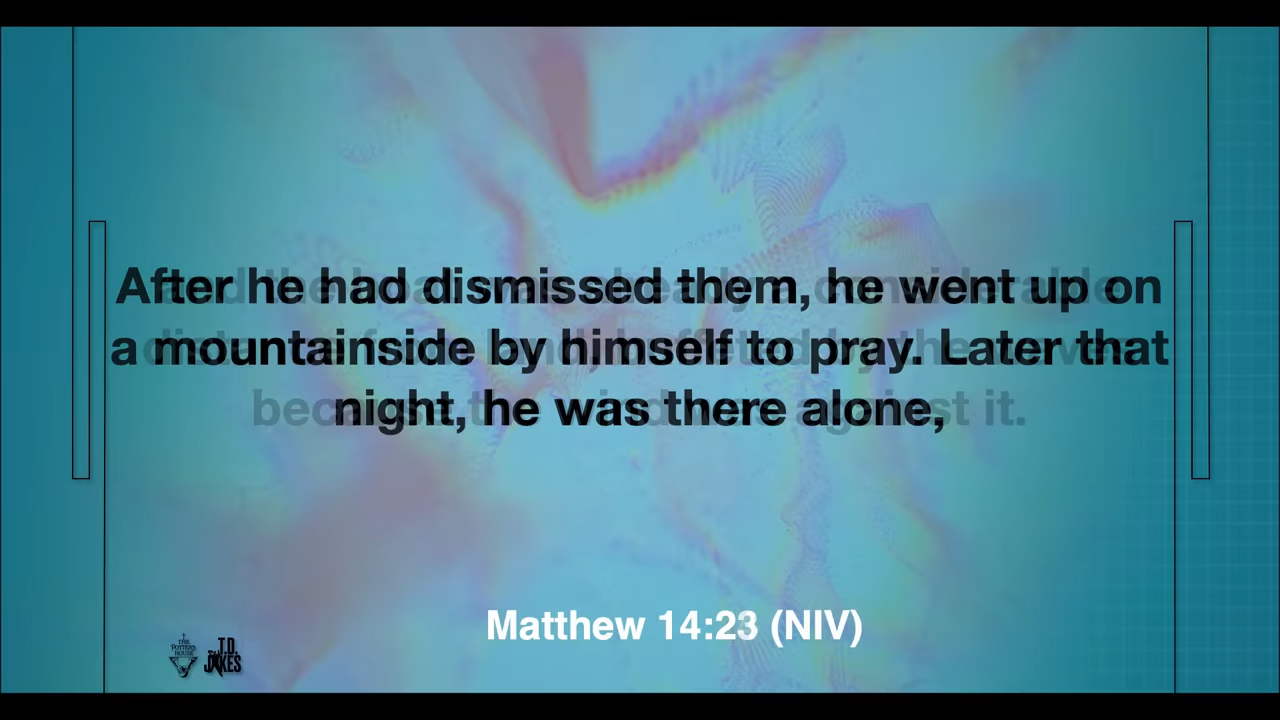 After he had dismissed them, he went up on
a mountainside by himself to pray. Later that
night, he was there alone,
Matthew 14:23 (NIV)
THE
POTTER'S
HOUSE
T.D.
JAKES